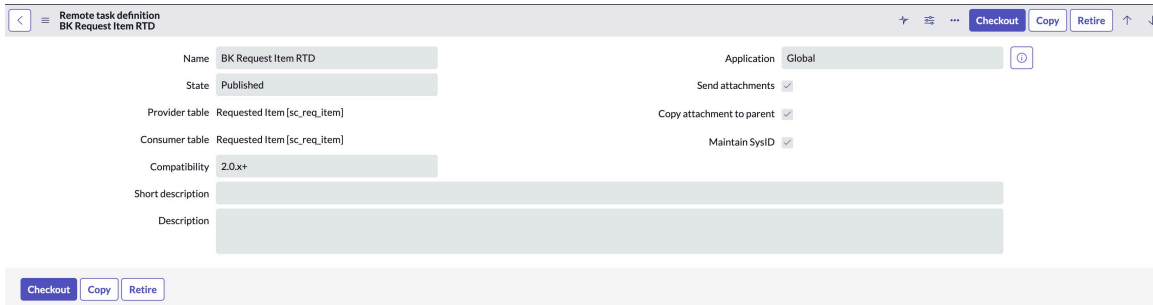 Remote task definition
BK Request Item RTD
Checkout Copy Retire
Name BK Request Item RTD Application Global
State Published Send attachments
Provider table Requested Item [sc_req_item] Copy attachment to parent
Consumer table Requested Item [sc_req_item] Maintain SysID
Compatibility 2.0.x+
Short description
Description
Checkout Copy Retire